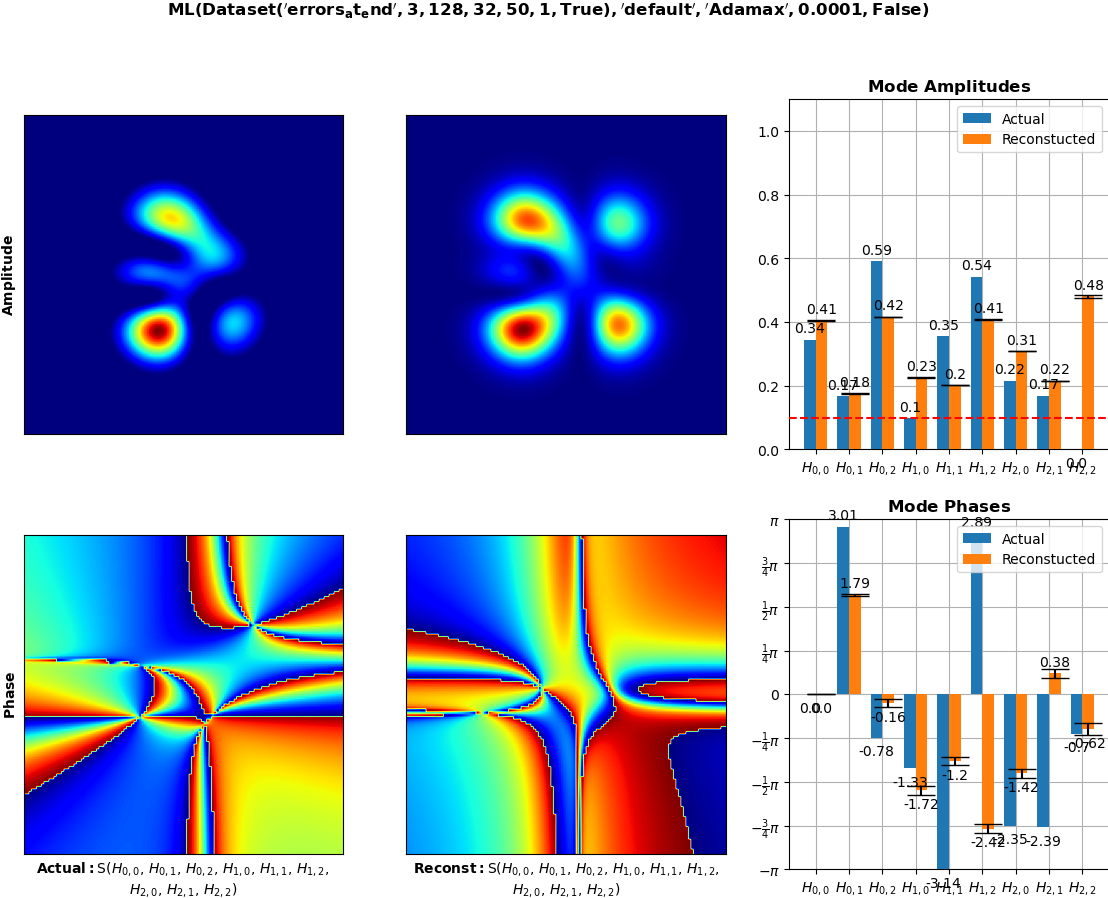 ML(Dataset('errors_at_end', 3, 128, 32, 50, 1, True), 'default', 'Adamax', 0.0001, False)
Amplitude
Mode Amplitudes
Actual
Reconstucted
1.0
0.8
0.6
0.4
0.2
0.0
0.34 0.17 0.59 0.1 0.35 0.54 0.22 0.17 0.0
0.41 0.18 0.42 0.23 0.2 0.41 0.31 0.22 0.48
H0,0 H0,1 H0,2 H1,0 H1,1 H1,2 H2,0 H2,1 H2,2
Phase
Mode Phases
Actual
Reconstucted
π
3/4π
1/2π
1/4π
0
−1/4π
−1/2π
−3/4π
−π
0.0 3.01 -0.78 -1.33 -3.14 2.89 -2.35 -2.39 -0.7
0.0 1.79 -0.16 -1.72 -1.2 -2.42 -1.42 0.38 -0.62
H0,0 H0,1 H0,2 H1,0 H1,1 H1,2 H2,0 H2,1 H2,2
Actual: S(H0,0, H0,1, H0,2, H1,0, H1,1, H1,2,
H2,0, H2,1, H2,2)
Reconst: S(H0,0, H0,1, H0,2, H1,0, H1,1, H1,2,
H2,0, H2,1, H2,2)